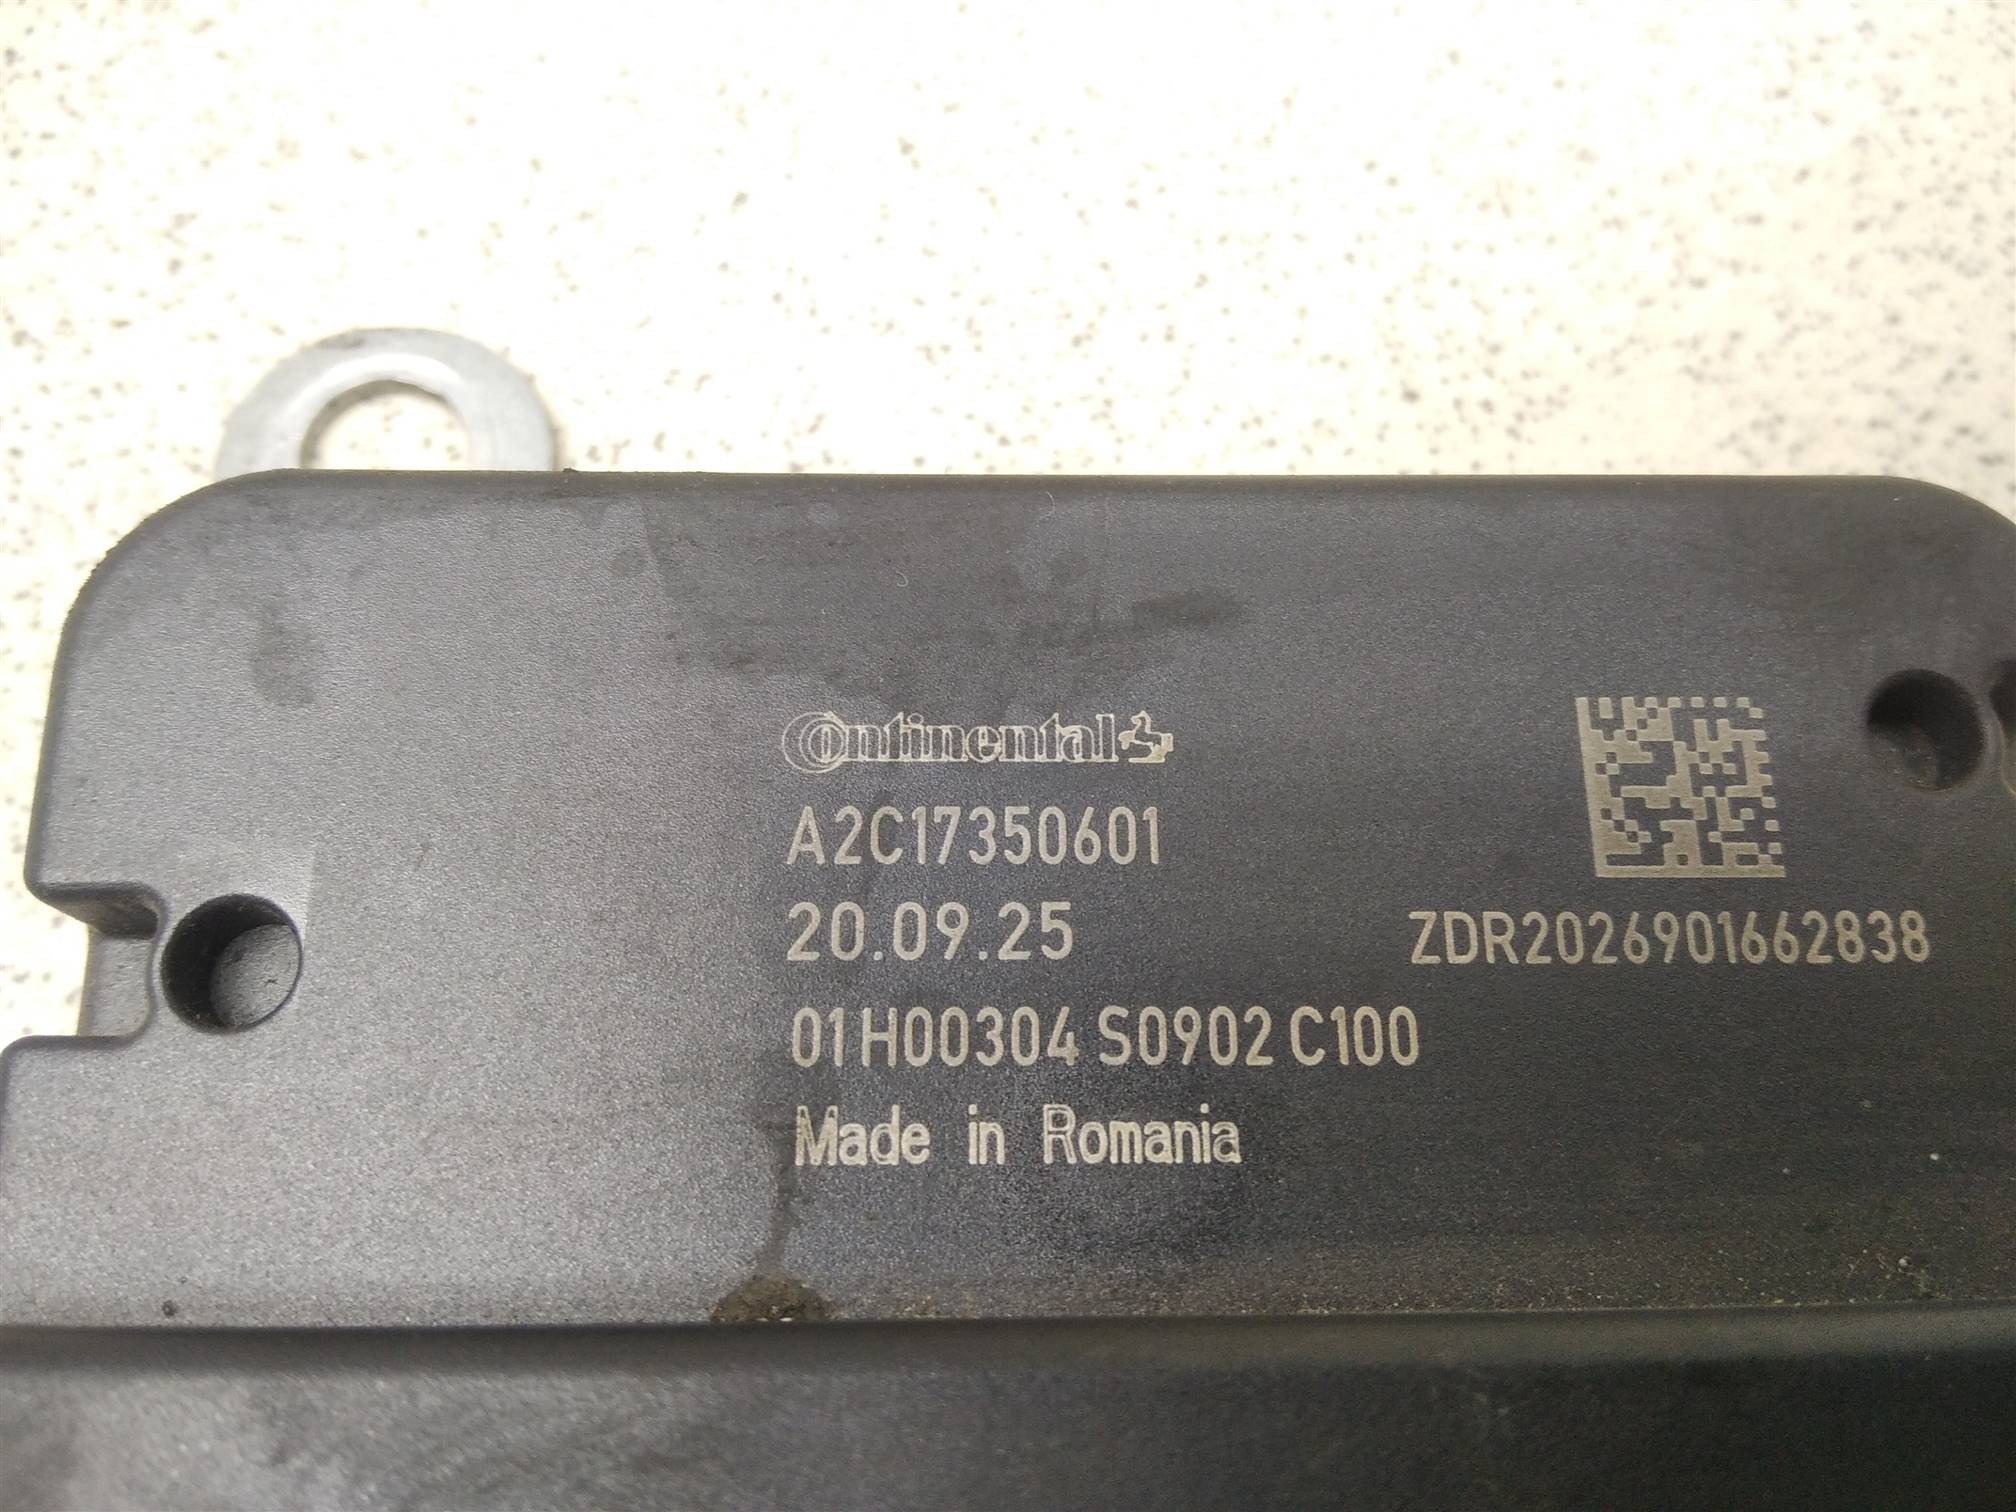 Continental
A2C17350601
20.09.25
ZDR2026901662838
01H00304 S0902 C100
Made in Romania